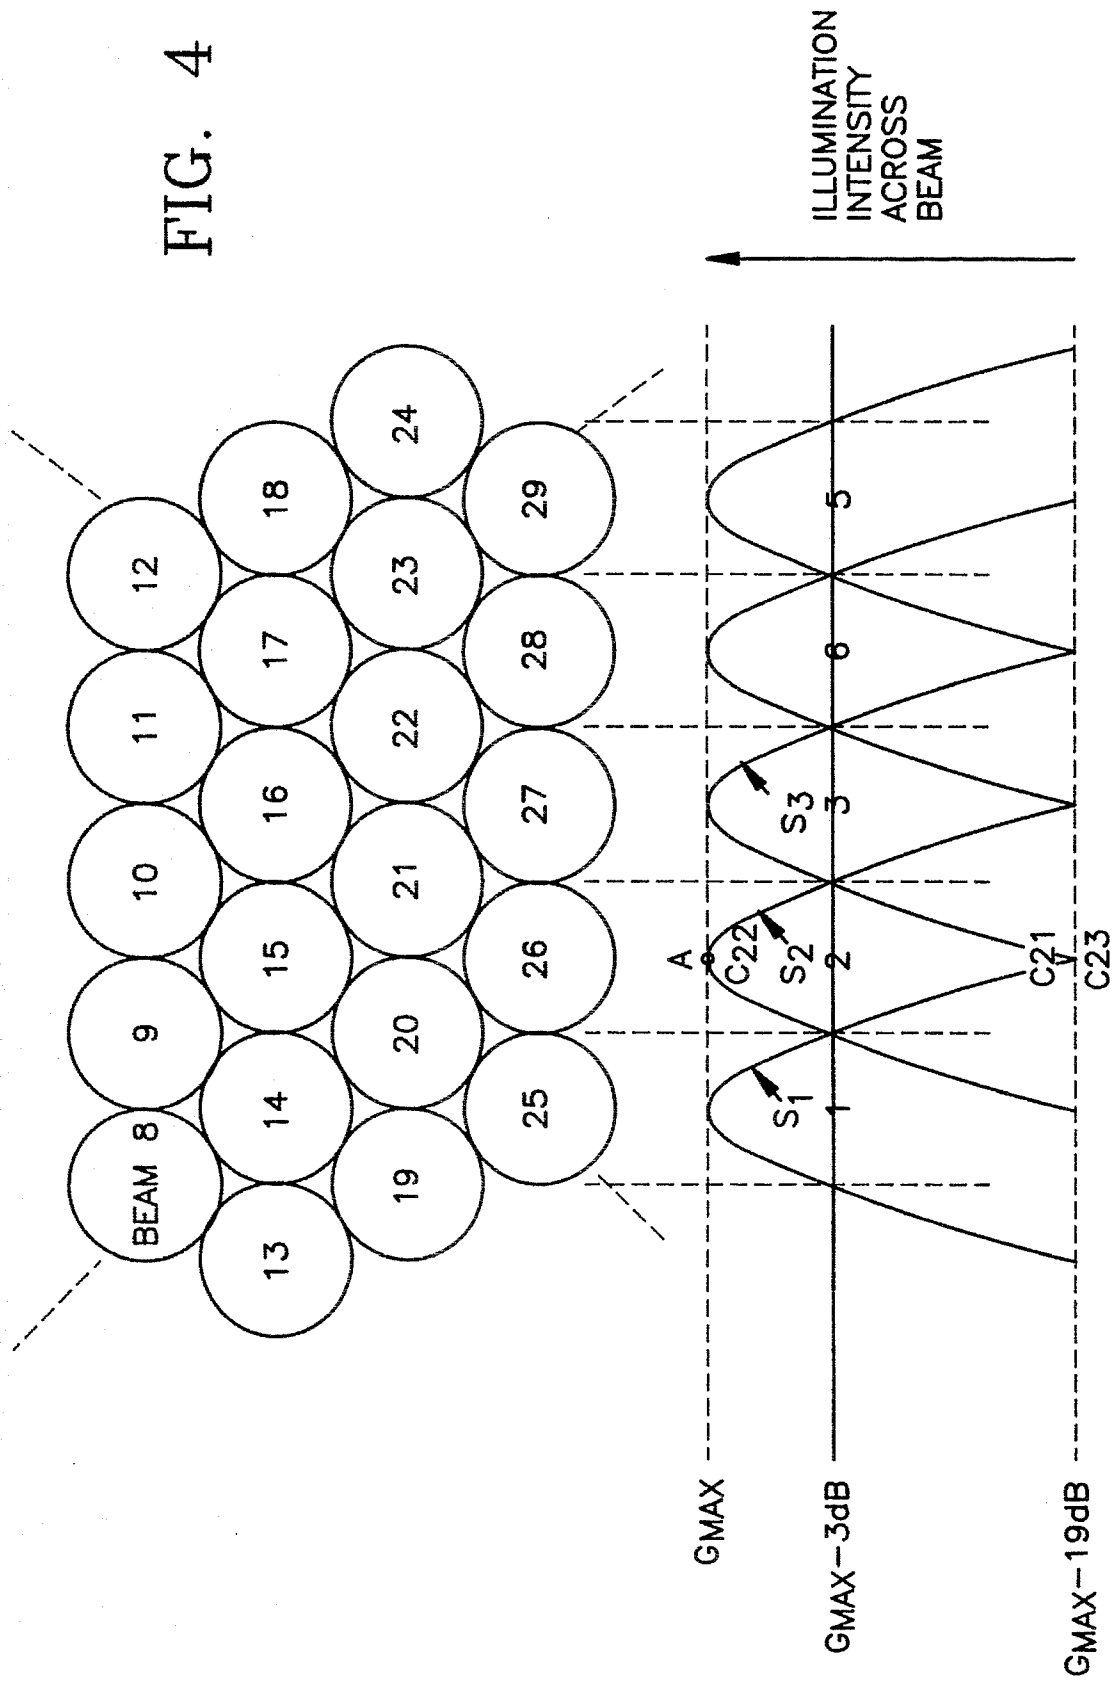 FIG. 4
BEAM 8 9 10 11 12
13 14 15 16 17 18
19 20 21 22 23 24
25 26 27 28 29
A
GMAX
C22
S1 S2 S3
GMAX-3dB 1 2 3 6 5
ILLUMINATION
INTENSITY
ACROSS
BEAM
C21
GMAX-19dB
C23